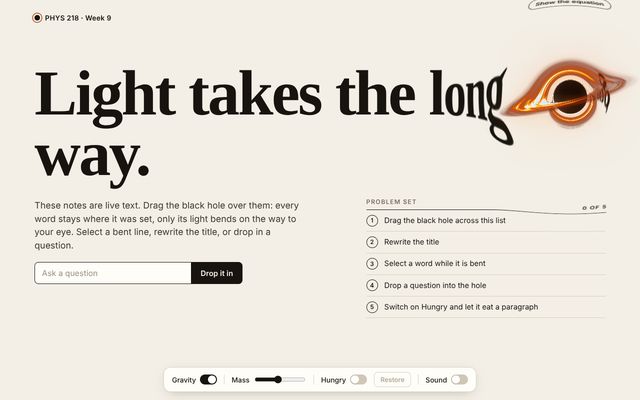 PHYS 218 · Week 9
Show the equation
Light takes the long
way.
These notes are live text. Drag the black hole over them: every
word stays where it was set, only its light bends on the way to
your eye. Select a bent line, rewrite the title, or drop in a
question.
Ask a question
Drop it in
PROBLEM SET
0 OF 5
1 Drag the black hole across this list
2 Rewrite the title
3 Select a word while it is bent
4 Drop a question into the hole
5 Switch on Hungry and let it eat a paragraph
Gravity
Mass
Hungry
Restore
Sound